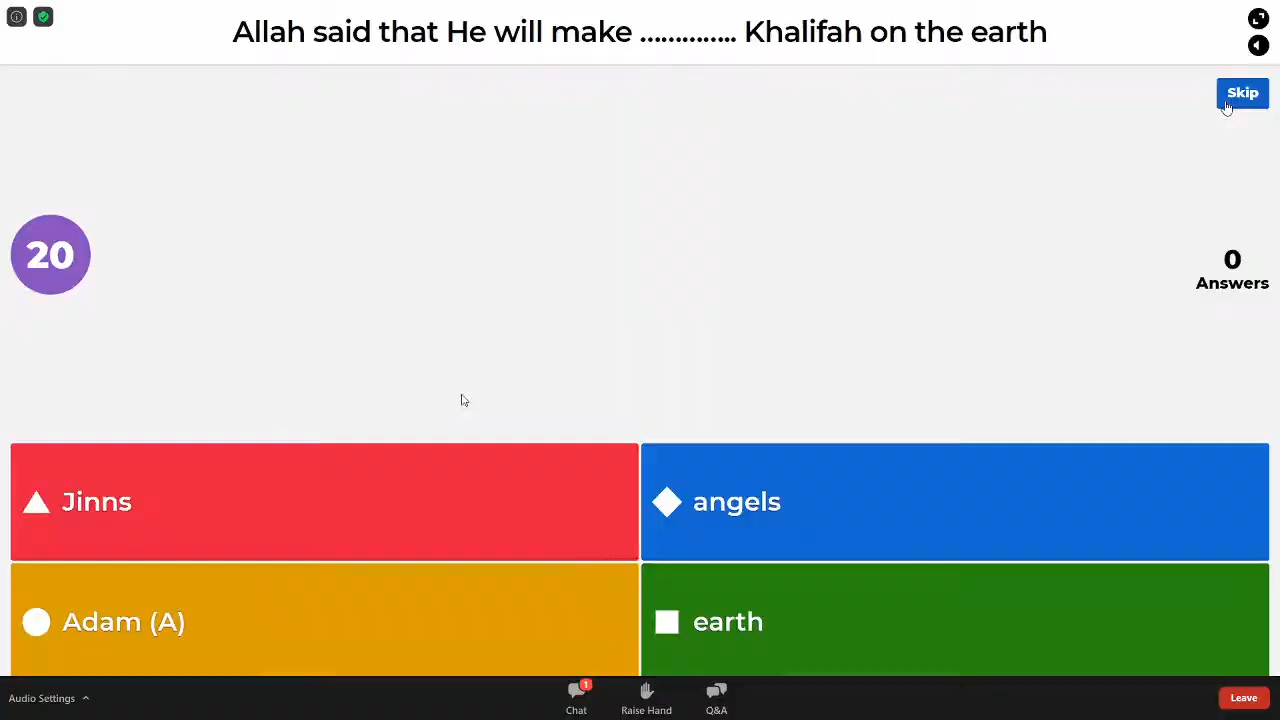 Allah said that He will make .............. Khalifah on the earth
Skip
20
0
Answers
Jinns
angels
Adam (A)
earth
Audio Settings
1
Chat
Raise Hand
Q&A
Leave